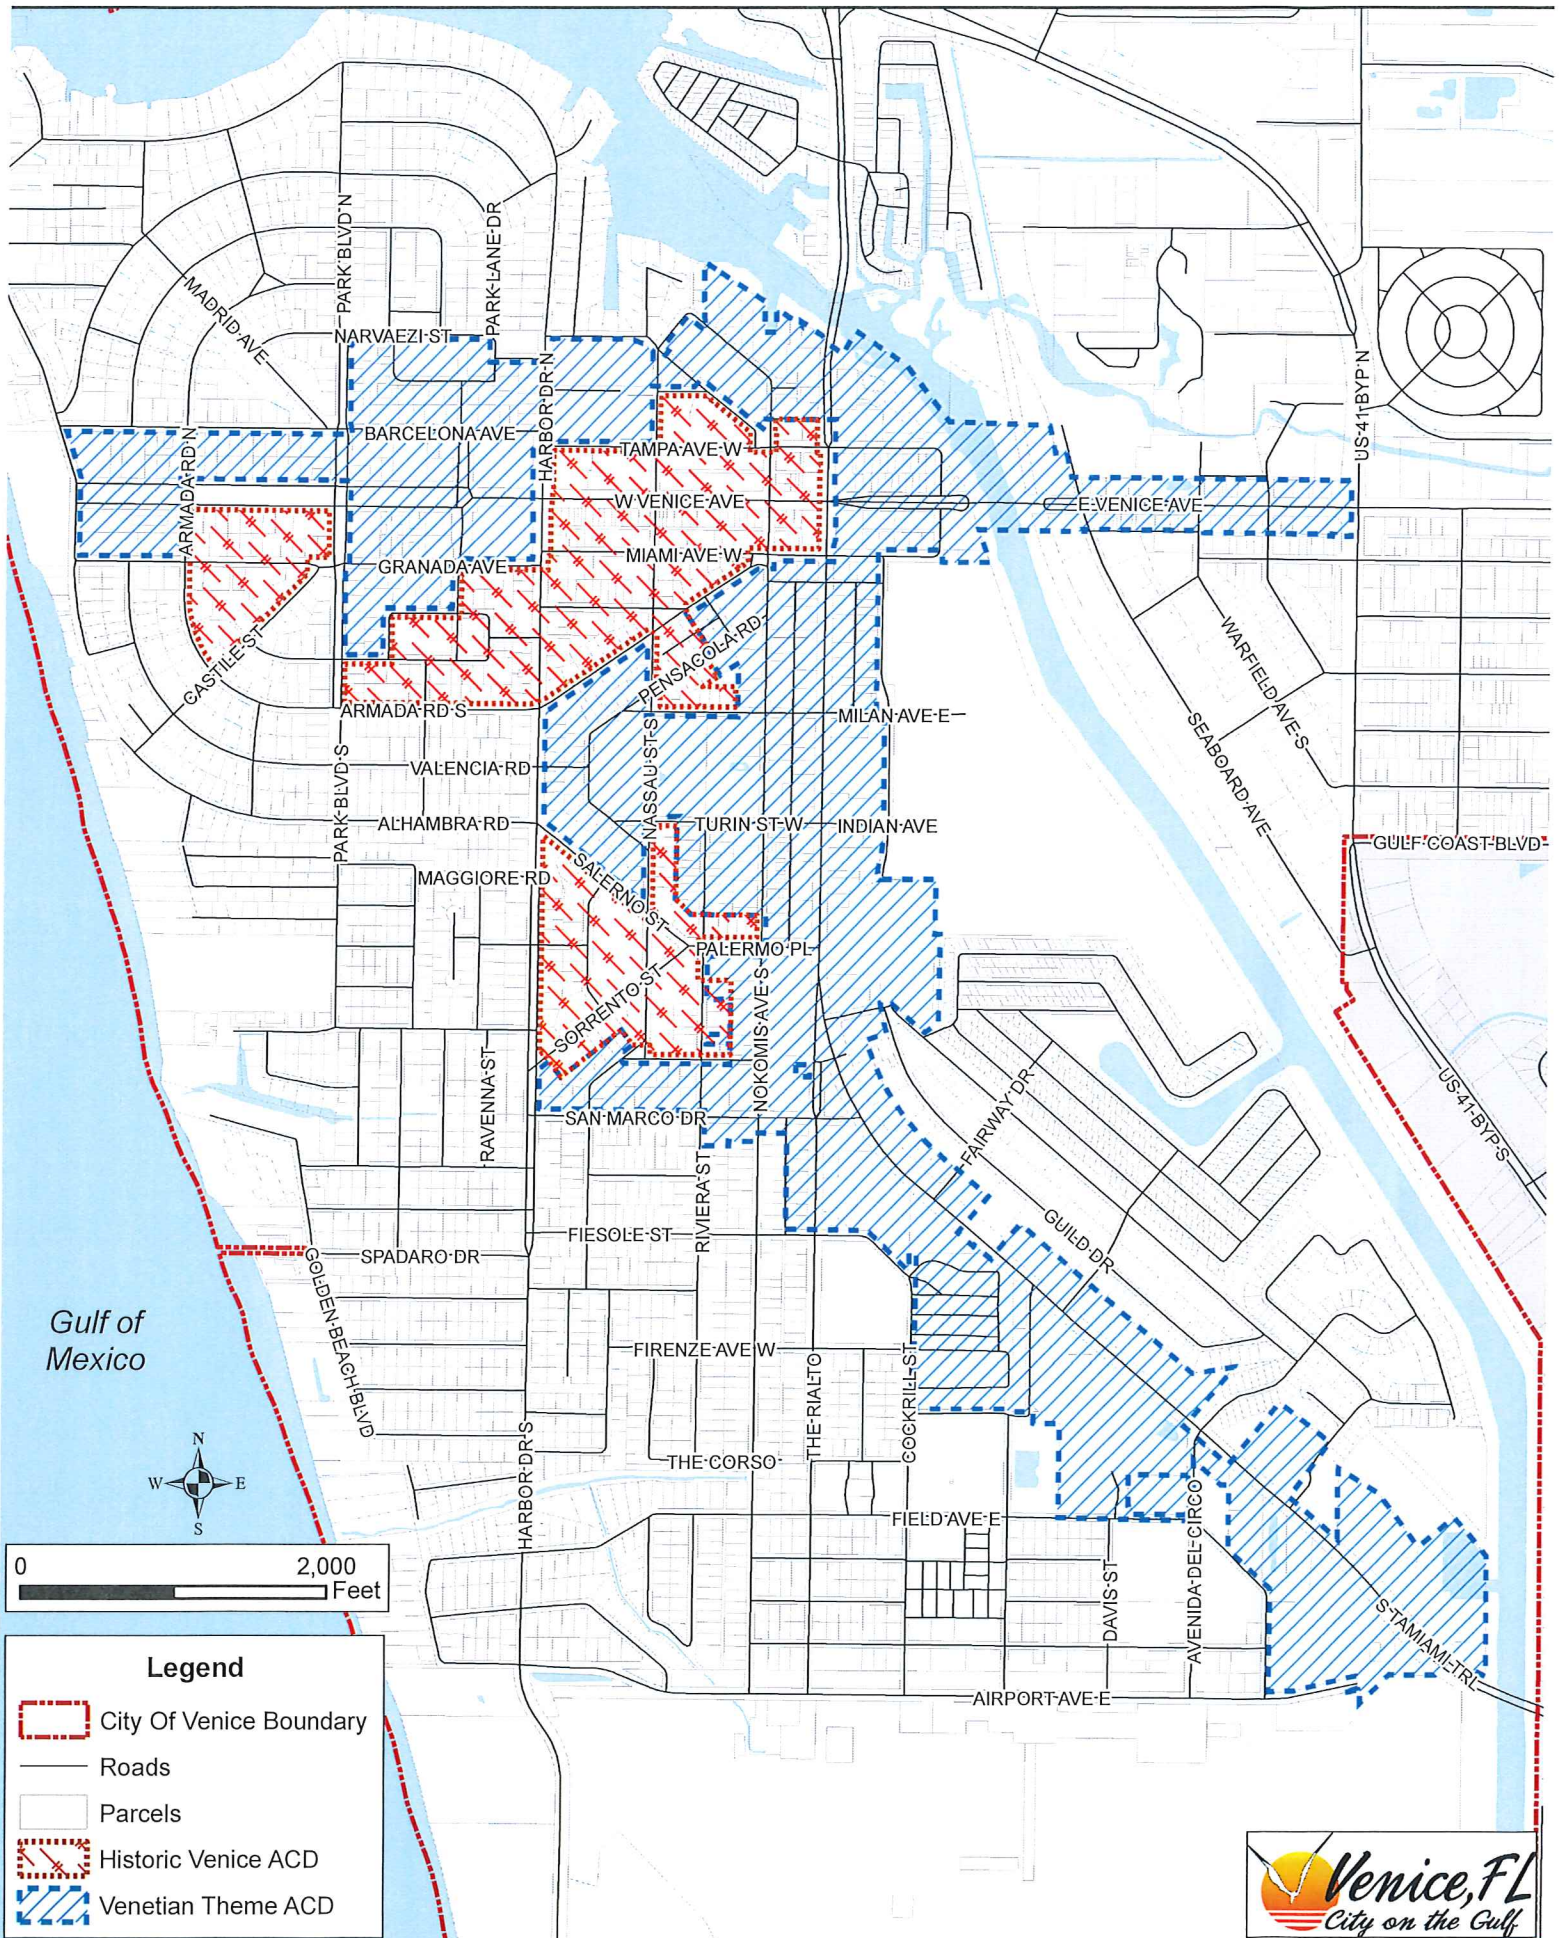 PARK BLVD N
PARK LANE DR
MADRID AVE
NARVAEZI ST
HARBOR DR N
US 41 BYP N
ARMADA RD N
BARCELONA AVE
TAMPA AVE W
W VENICE AVE
E VENICE AVE
MIAMI AVE W
GRANADA AVE
PENSACOLA RD
WARFIELD AVE S
CASTILE ST
ARMADA RD S
MILAN AVE E
SEABOARD AVE
PARK BLVD S
VALENCIA RD
NASSAU ST S
ALHAMBRA RD
TURIN ST W
INDIAN AVE
GULF COAST BLVD
MAGGIORE RD
SALERNO ST
PALERMO PL
SORRENTO ST
NOKOMIS AVE S
RAVENNA ST
FAIRWAY DR
US 41 BYP S
SAN MARCO DR
RIVIERA ST
FIESOLE ST
GUILD DR
SPADARO DR
GOLDEN BEACH BLVD
Gulf of
Mexico
FIRENZE AVE W
THE RIALTO
COCKRILL ST
HARBOR DR S
THE CORSO
N
W E
S
AVENIDA DEL CIRCO
FIELD AVE E
DAVIS ST
S TAMIAMI TRL
AIRPORT AVE E
0 2,000
Feet
Legend
City Of Venice Boundary
Roads
Parcels
Historic Venice ACD
Venetian Theme ACD
Venice, FL
City on the Gulf